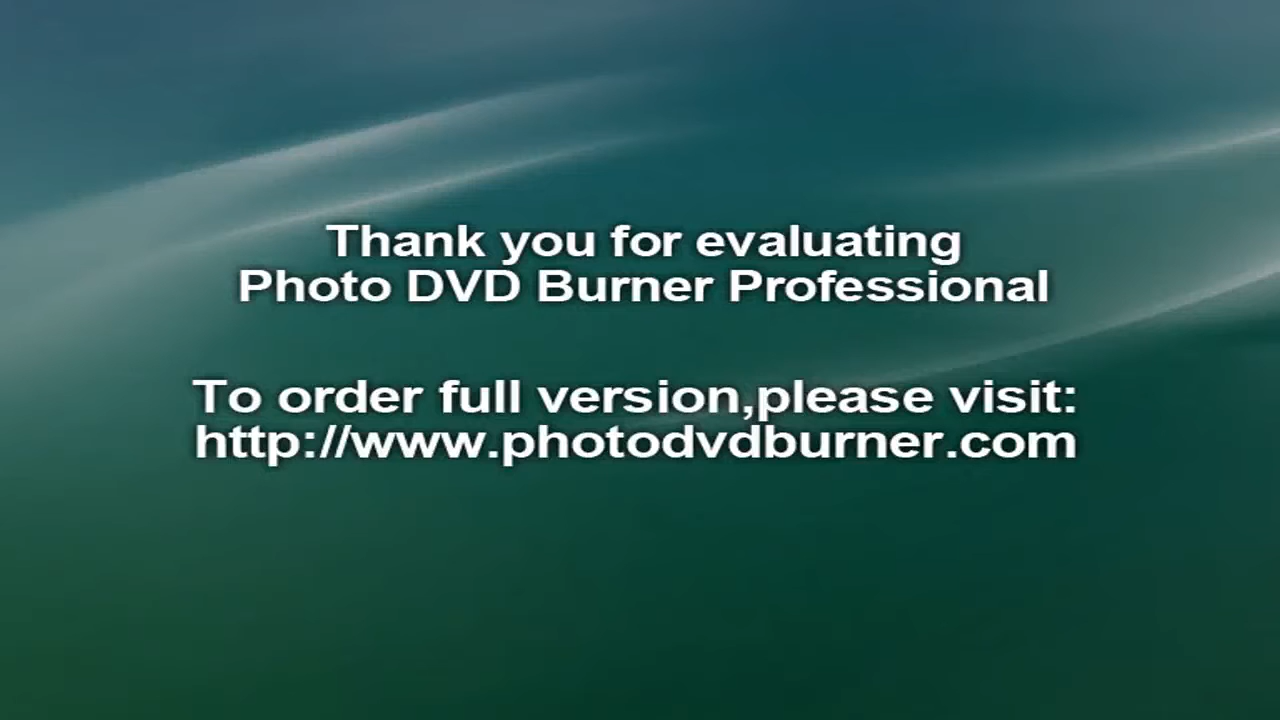 Thank you for evaluating
Photo DVD Burner Professional
To order full version,please visit:
http://www.photodvdburner.com